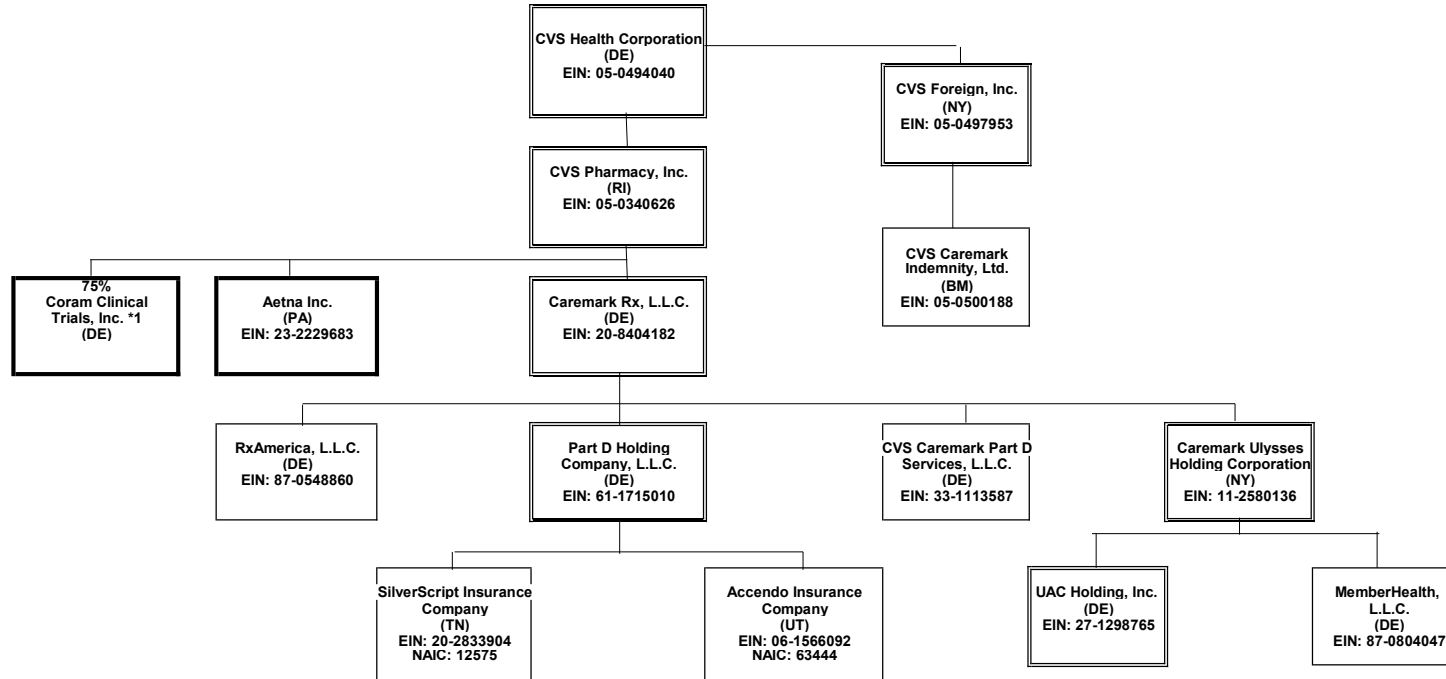 CVS Health Corporation
(DE)
EIN: 05-0494040
CVS Foreign, Inc.
(NY)
EIN: 05-0497953
CVS Pharmacy, Inc.
(RI)
EIN: 05-0340626
CVS Caremark
Indemnity, Ltd.
(BM)
EIN: 05-0500188
75%
Coram Clinical
Trials, Inc. *1
(DE)
Aetna Inc.
(PA)
EIN: 23-2229683
Caremark Rx, L.L.C.
(DE)
EIN: 20-8404182
RxAmerica, L.L.C.
(DE)
EIN: 87-0548860
Part D Holding
Company, L.L.C.
(DE)
EIN: 61-1715010
CVS Caremark Part D
Services, L.L.C.
(DE)
EIN: 33-1113587
Caremark Ulysses
Holding Corporation
(NY)
EIN: 11-2580136
SilverScript Insurance
Company
(TN)
EIN: 20-2833904
NAIC: 12575
Accendo Insurance
Company
(UT)
EIN: 06-1566092
NAIC: 63444
UAC Holding, Inc.
(DE)
EIN: 27-1298765
MemberHealth,
L.L.C.
(DE)
EIN: 87-0804047